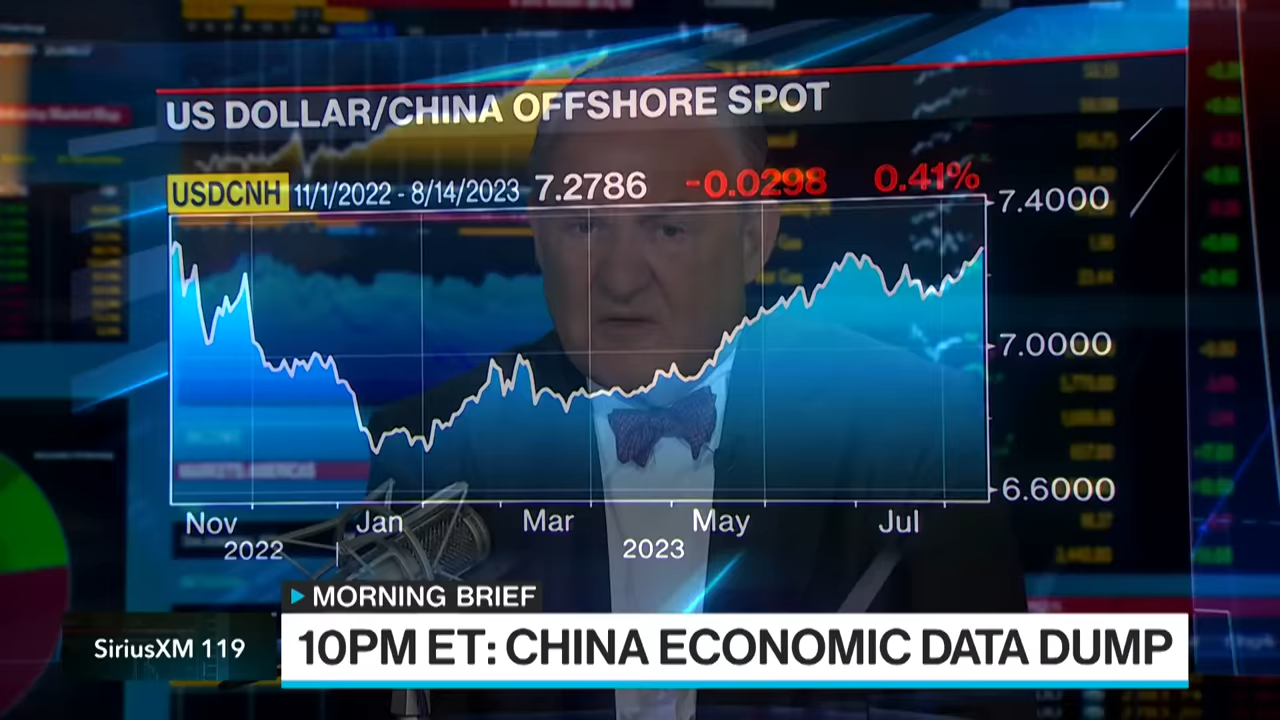 US DOLLAR/CHINA OFFSHORE SPOT
USDCNH 11/1/2022 - 8/14/2023 7.2786 -0.0298 0.41%
7.4000
7.0000
6.6000
Nov Jan Mar May Jul
2022 2023
MORNING BRIEF
SiriusXM 119
10PM ET: CHINA ECONOMIC DATA DUMP